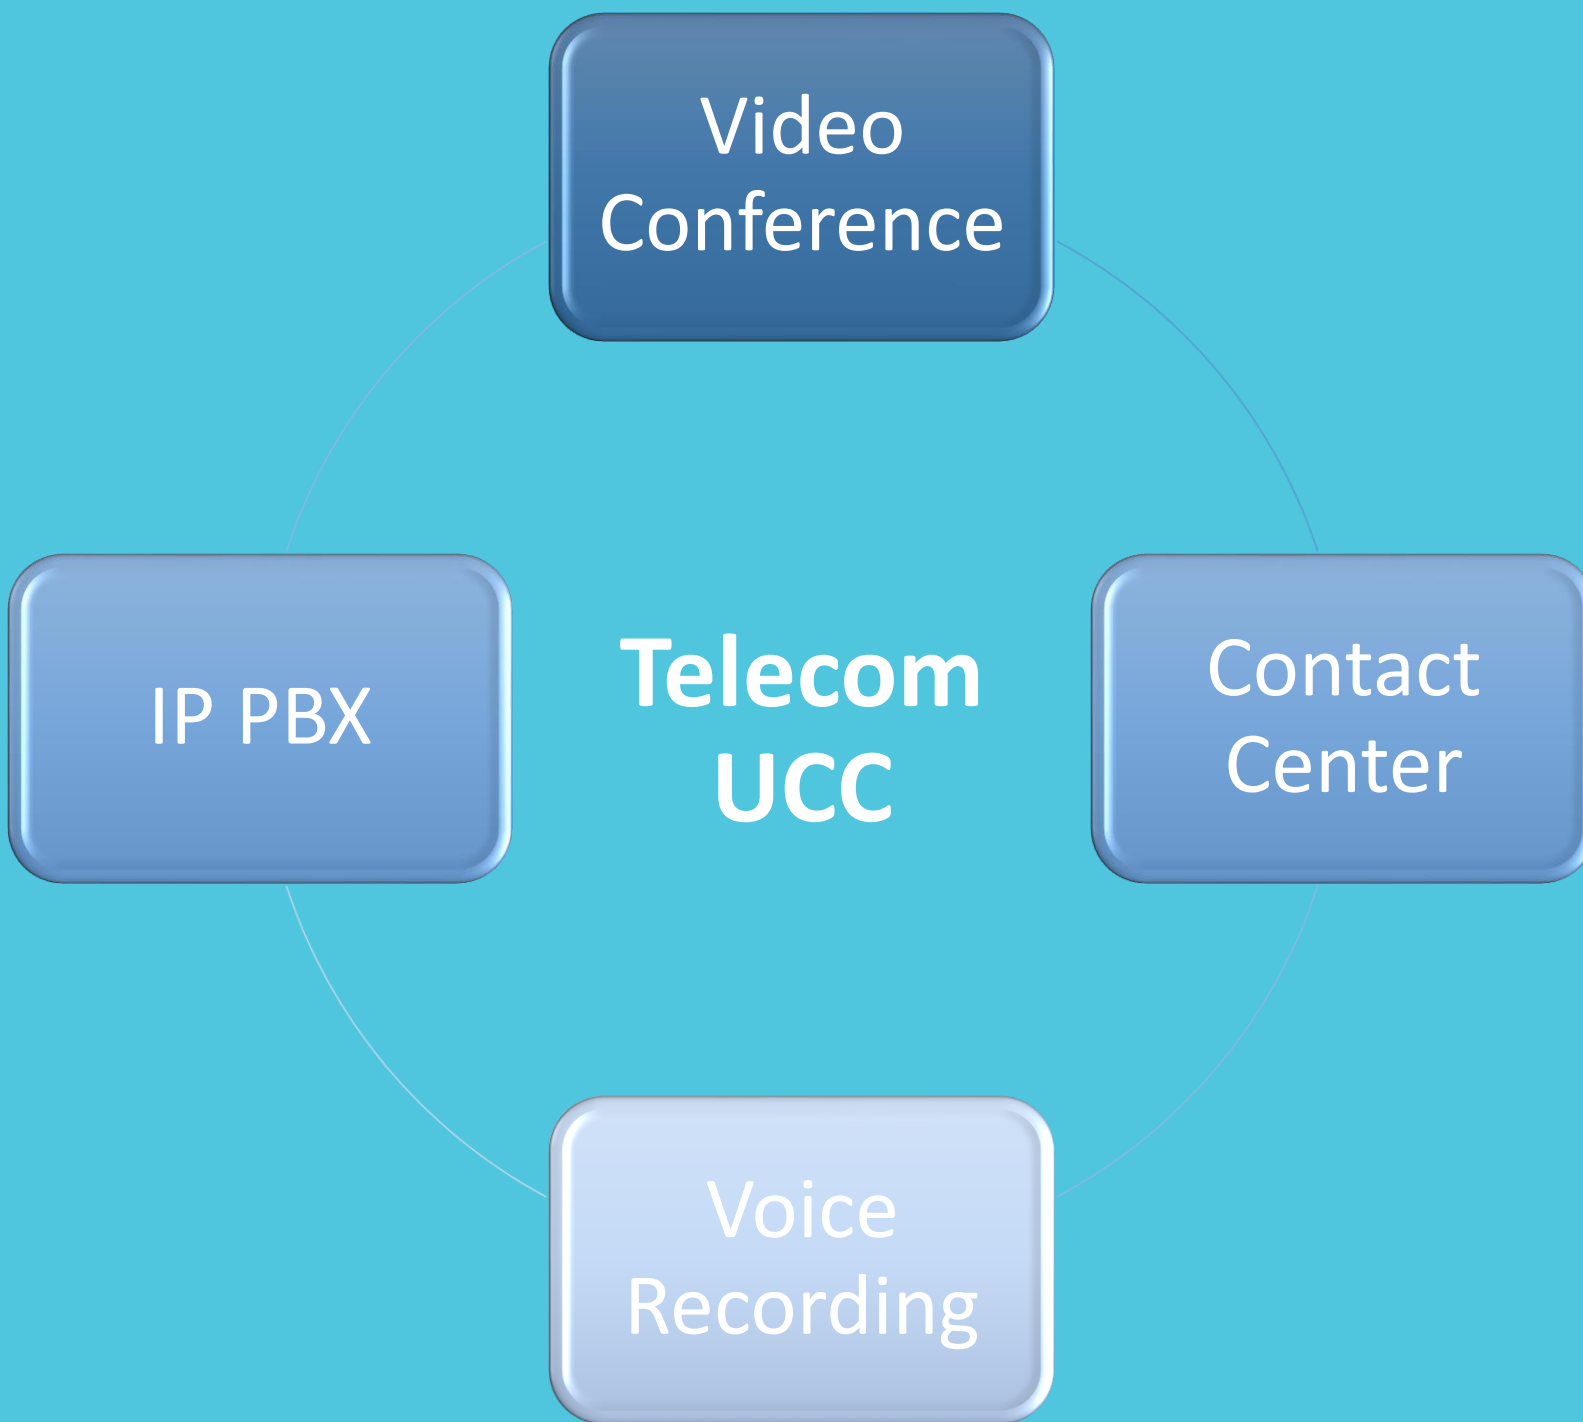 Video
Conference
IP PBX
Telecom
UCC
Contact
Center
Voice
Recording